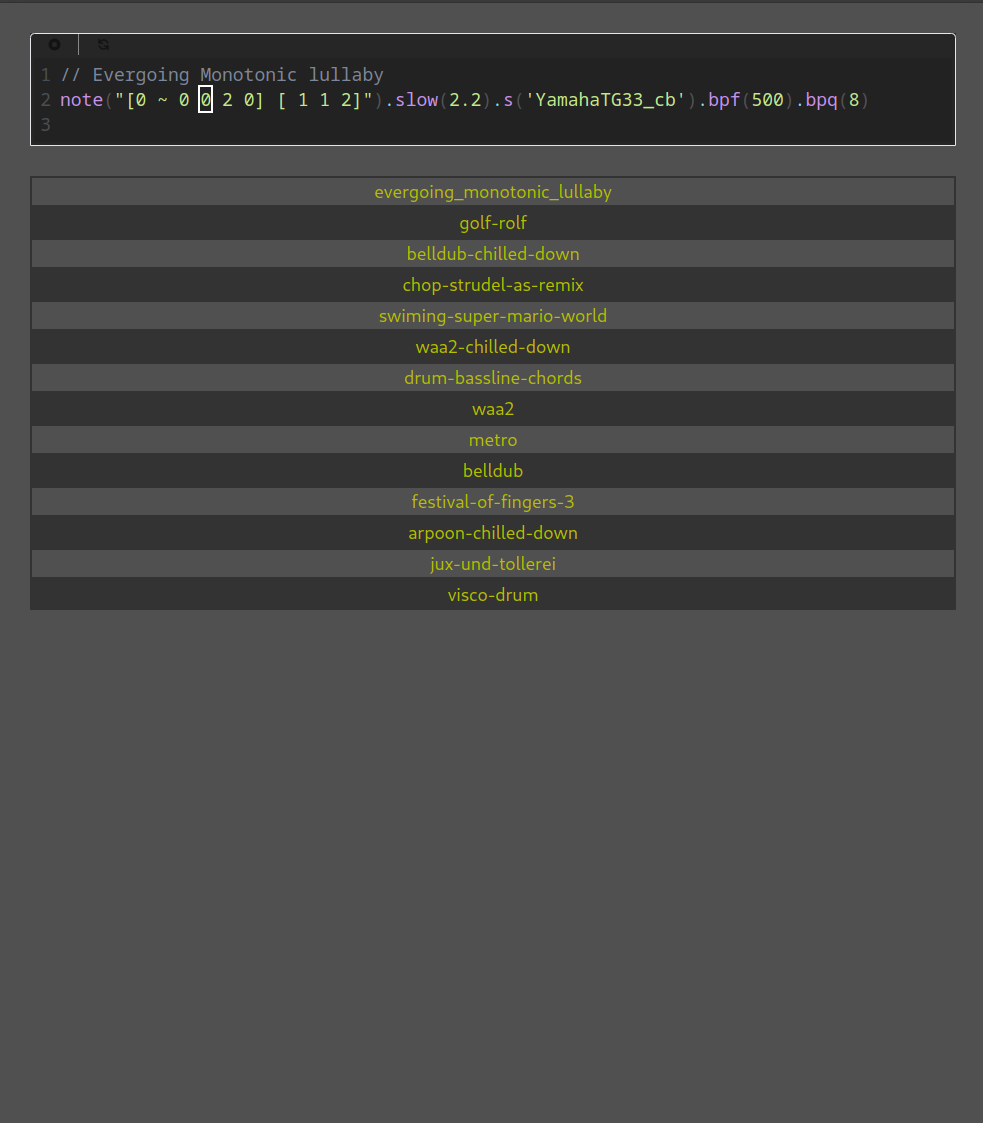 1 // Evergoing Monotonic lullaby
2 note("[0 ~ 0 0 2 0] [ 1 1 2]").slow(2.2).s('YamahaTG33_cb').bpf(500).bpq(8)
3
evergoing_monotonic_lullaby
golf-rolf
belldub-chilled-down
chop-strudel-as-remix
swiming-super-mario-world
waa2-chilled-down
drum-bassline-chords
waa2
metro
belldub
festival-of-fingers-3
arpoon-chilled-down
jux-und-tollerei
visco-drum